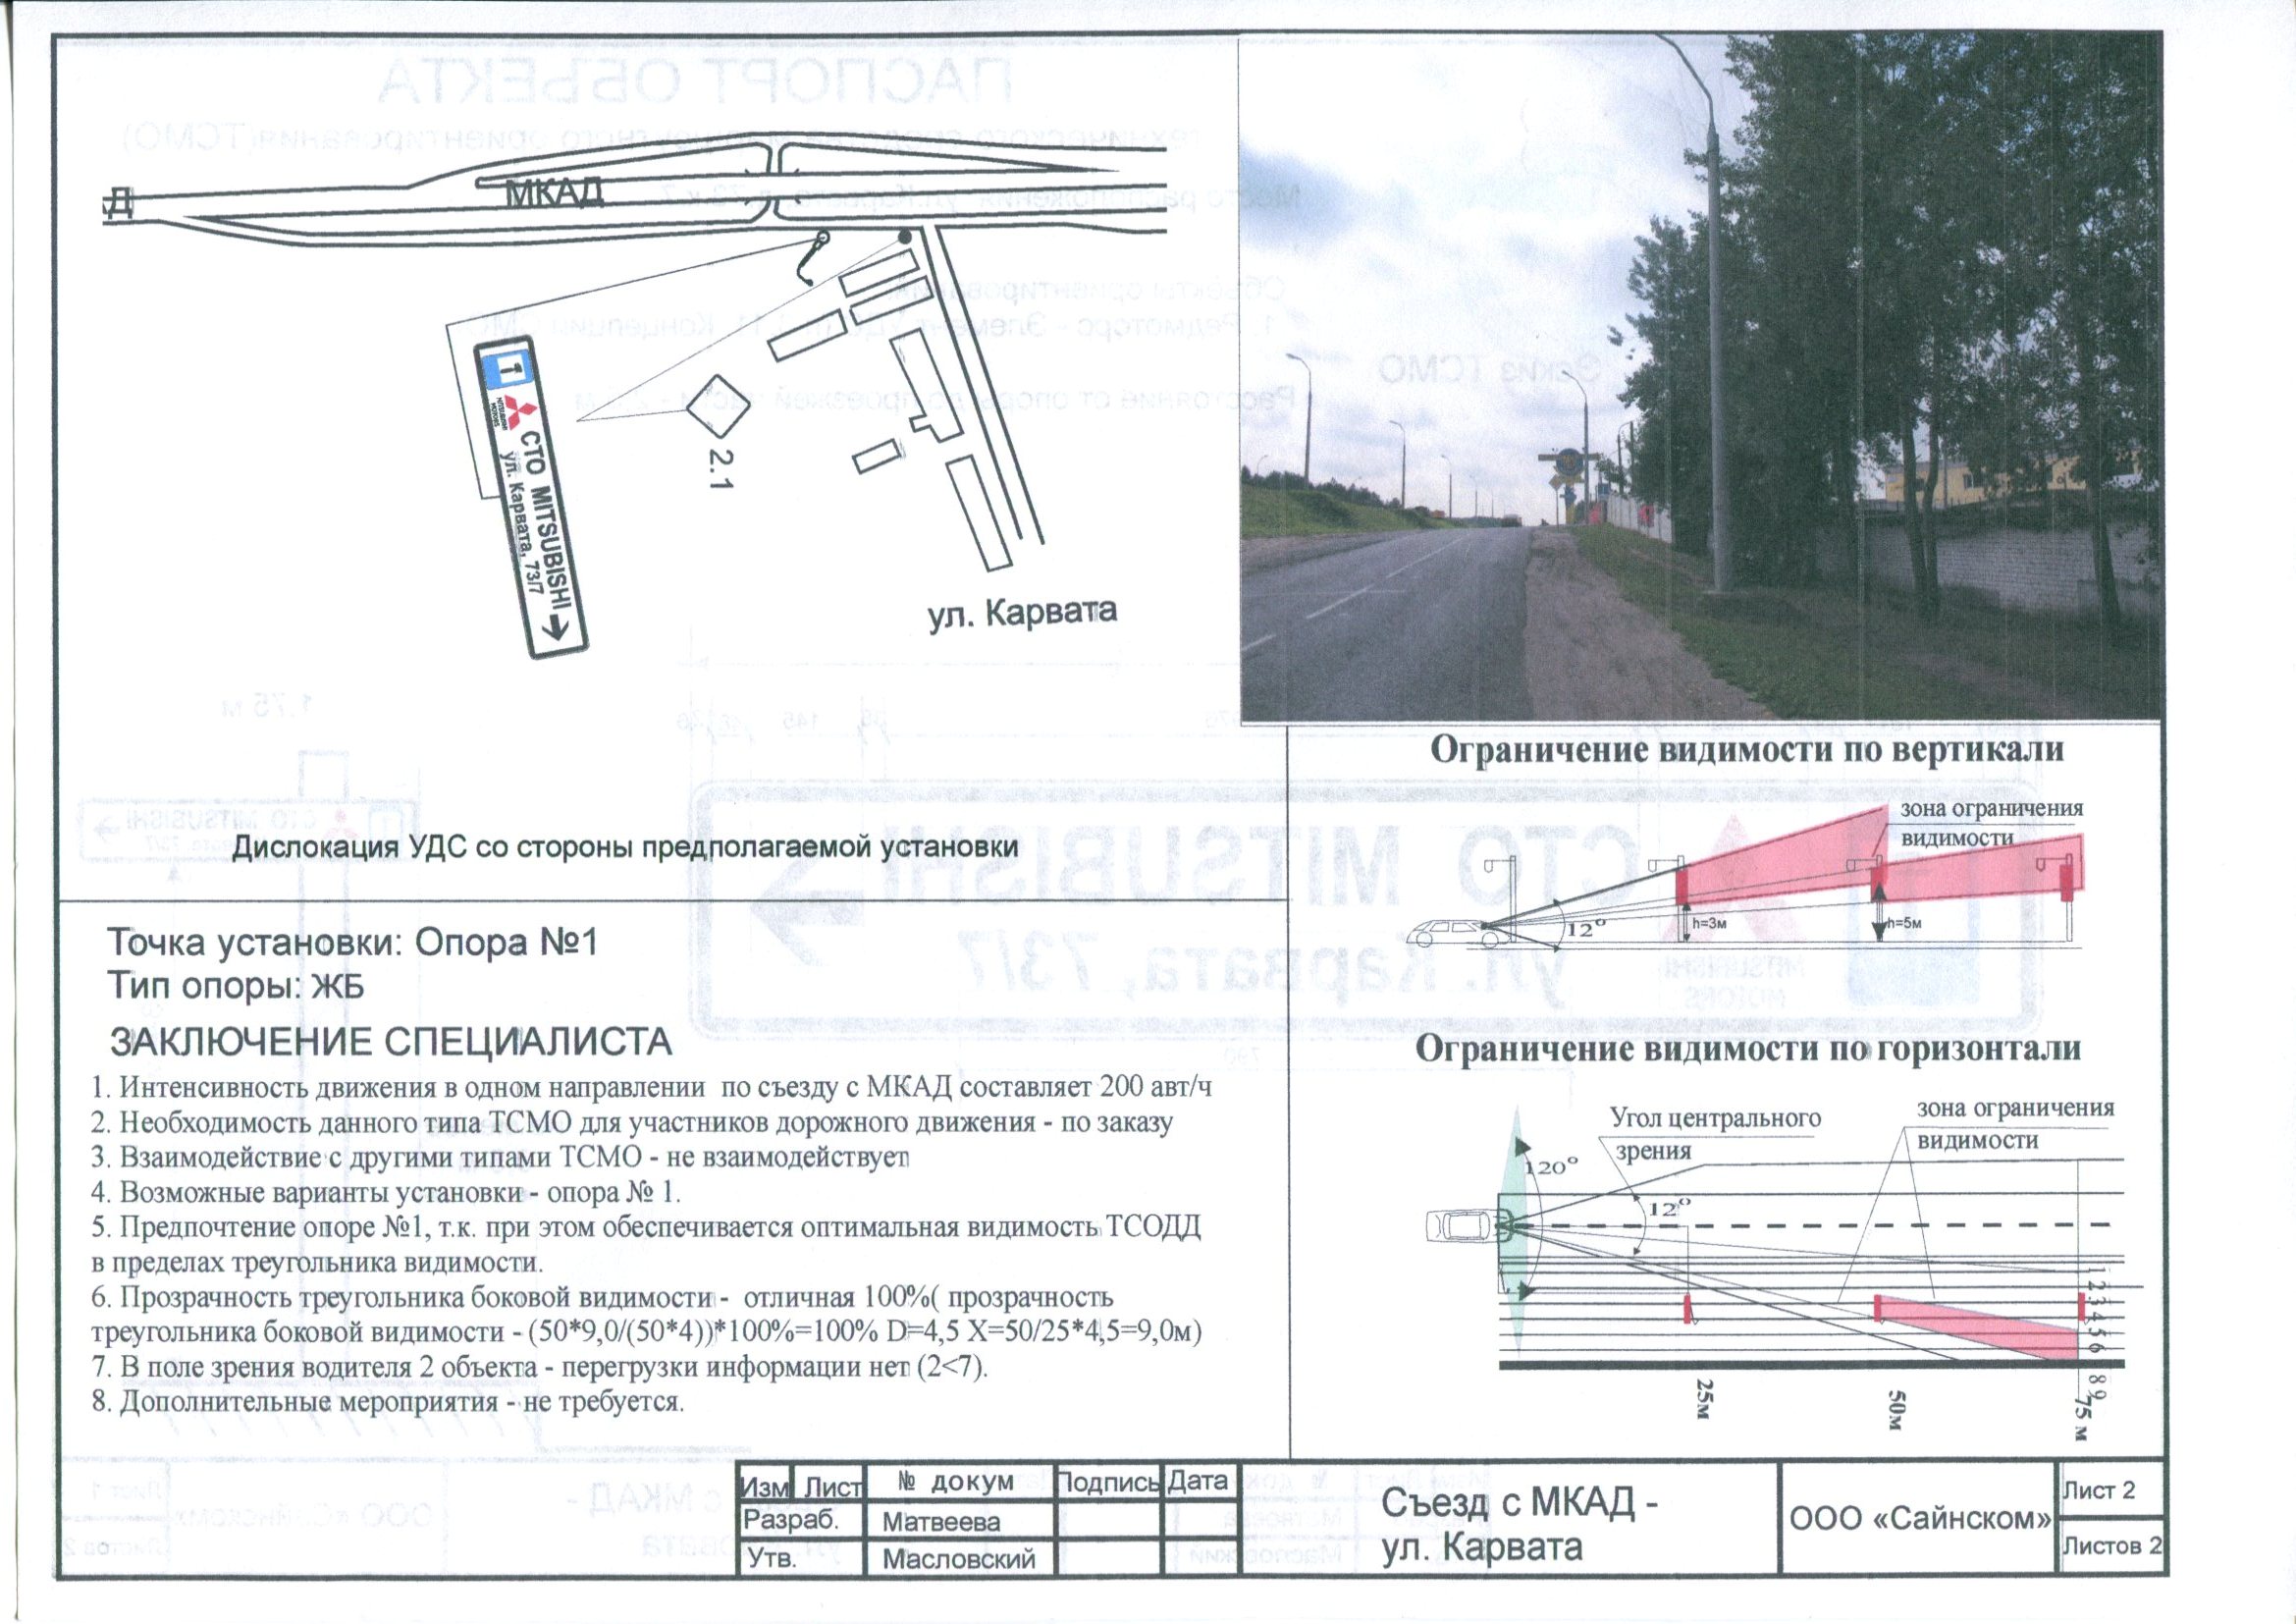 МКАД
Д
СТО MITSUBISHI
ул. Карвата, 73/7
MITSUBISHI
MOTORS
2.1
ул. Карвата
Дислокация УДС со стороны предполагаемой установки
Точка установки: Опора №1
Тип опоры: ЖБ
ЗАКЛЮЧЕНИЕ СПЕЦИАЛИСТА
1. Интенсивность движения в одном направлении по съезду с МКАД составляет 200 авт/ч
2. Необходимость данного типа ТСМО для участников дорожного движения - по заказу
3. Взаимодействие с другими типами ТСМО - не взаимодействует
4. Возможные варианты установки - опора № 1.
5. Предпочтение опоре №1, т.к. при этом обеспечивается оптимальная видимость ТСОДД
в пределах треугольника видимости.
6. Прозрачность треугольника боковой видимости - отличная 100%( прозрачность
треугольника боковой видимости - (50*9,0/(50*4))*100%=100% D=4,5 X=50/25*4,5=9,0м)
7. В поле зрения водителя 2 объекта - перегрузки информации нет (2<7).
8. Дополнительные мероприятия - не требуется.
Ограничение видимости по вертикали
зона ограничения
видимости
12°
h=3м
h=5м
Ограничение видимости по горизонтали
Угол центрального
зрения
зона ограничения
видимости
120°
12°
1 2 3 4 5 6 8 9
25м
50м
75 м
Изм Лист № докум Подпись Дата
Разраб. Матвеева
Утв. Масловский
Съезд с МКАД -
ул. Карвата
ООО «Сайнском»
Лист 2
Листов 2